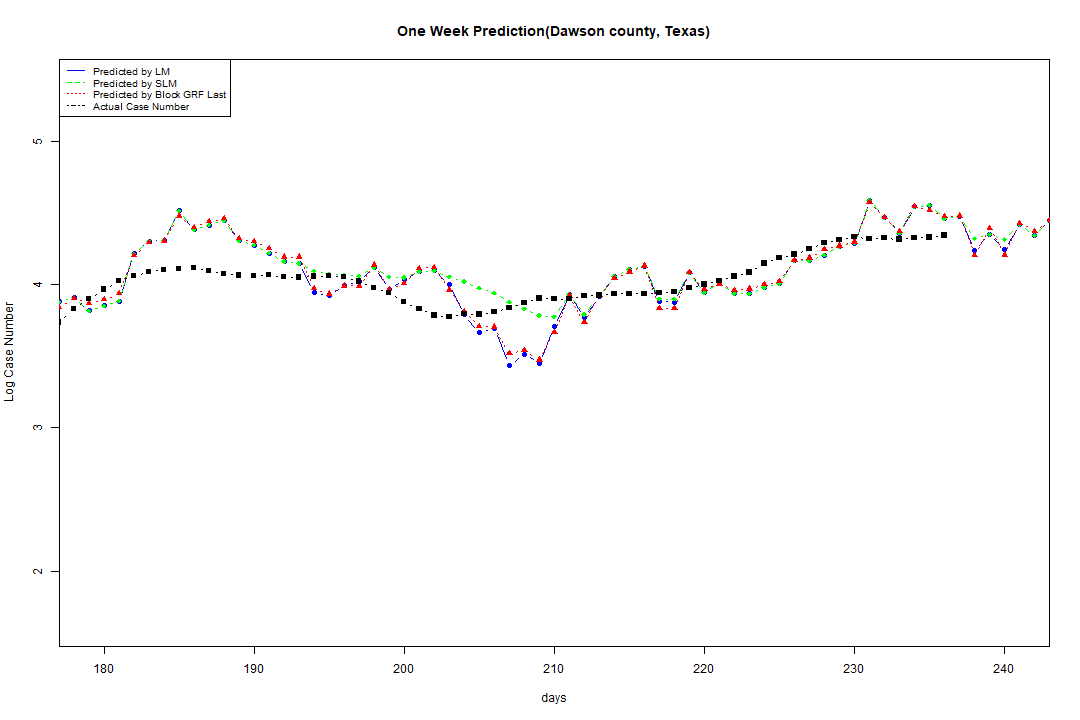 One Week Prediction(Dawson county, Texas)
Predicted by LM
Predicted by SLM
Predicted by Block GRF Last
Actual Case Number
5
4
3
2
Log Case Number
180 190 200 210 220 230 240
days